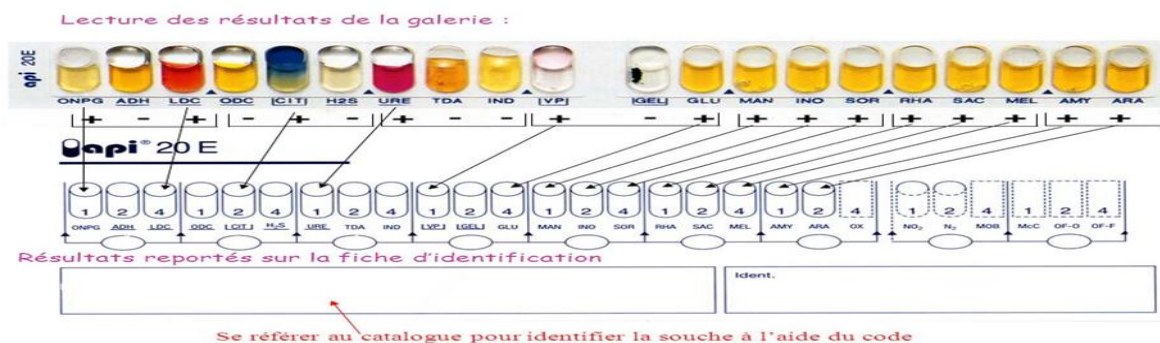 Lecture des résultats de la galerie :
api 20E
ONPG ADH LDC ODC |CIT| H2S URE TDA IND |VP| |GEL| GLU MAN INO SOR RHA SAC MEL AMY ARA
+ − + − + − + − − + − + + + + + + + + +
api® 20 E
1 2 4 1 2 4 1 2 4 1 2 4 1 2 4 1 2 4 1 2 4 1 2 4 1 2 4
ONPG ADH LDC ODC |CIT| H₂S URE TDA IND |VP| |GEL| GLU MAN INO SOR RHA SAC MEL AMY ARA OX NO₂ N₂ MOB McC OF-O OF-F
Résultats reportés sur la fiche d'identification
Ident.
Se référer au catalogue pour identifier la souche à l'aide du code